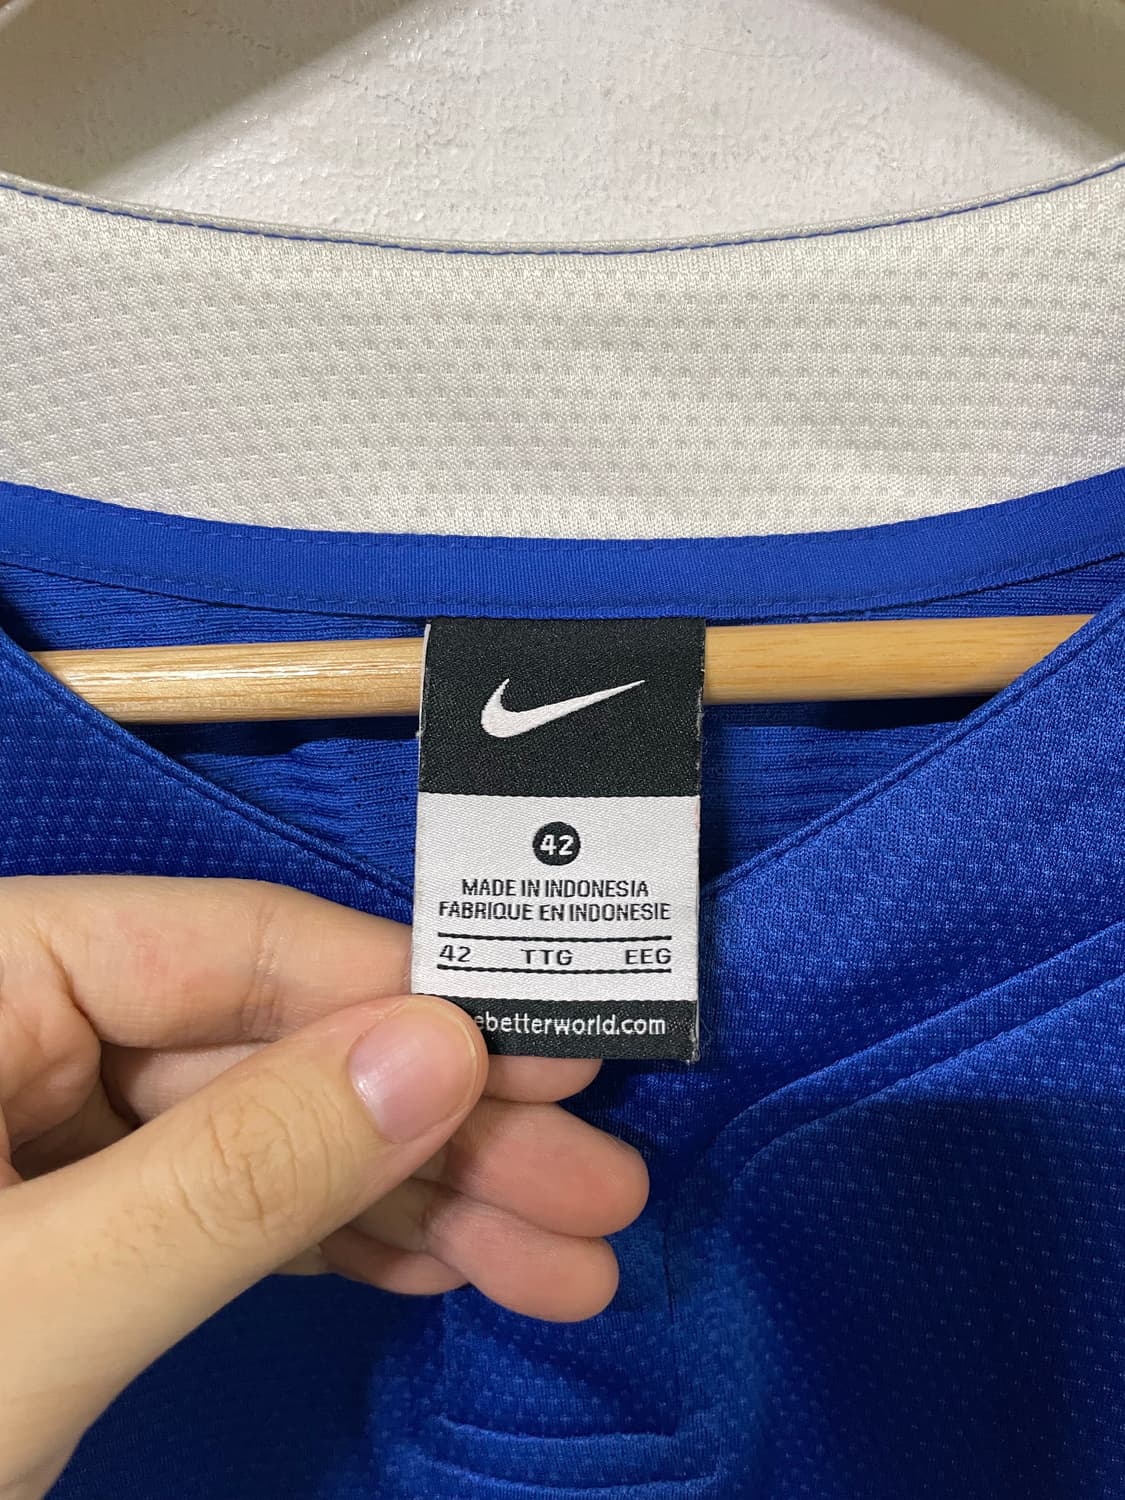 42
MADE IN INDONESIA
FABRIQUE EN INDONESIE
42 TTG EEG
ebetterworld.com